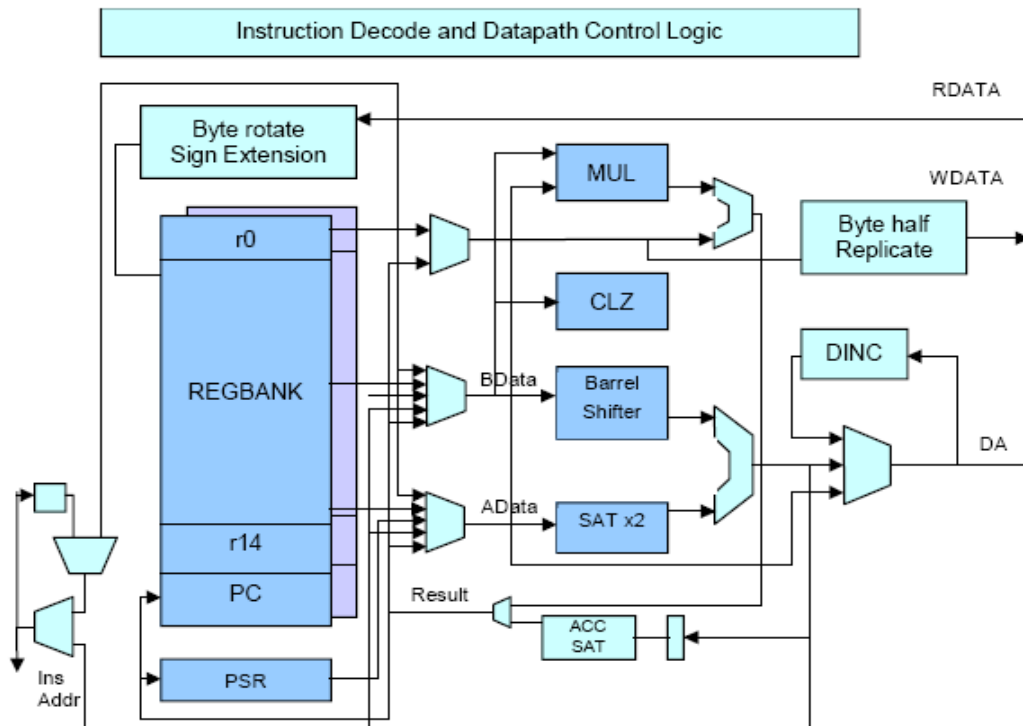 Instruction Decode and Datapath Control Logic
RDATA
Byte rotate
Sign Extension
MUL
WDATA
Byte half
Replicate
r0
CLZ
DINC
REGBANK
BData
Barrel
Shifter
DA
AData
SAT x2
r14
PC
Result
ACC
SAT
PSR
Ins
Addr